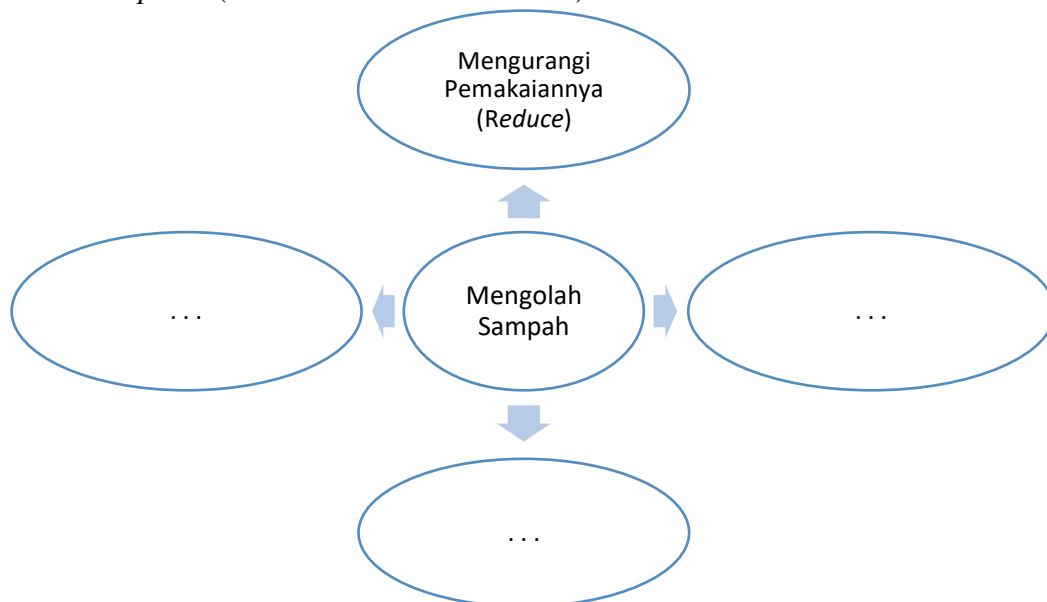 Mengurangi
Pemakaiannya
(Reduce)
. . .
Mengolah
Sampah
. . .
. . .